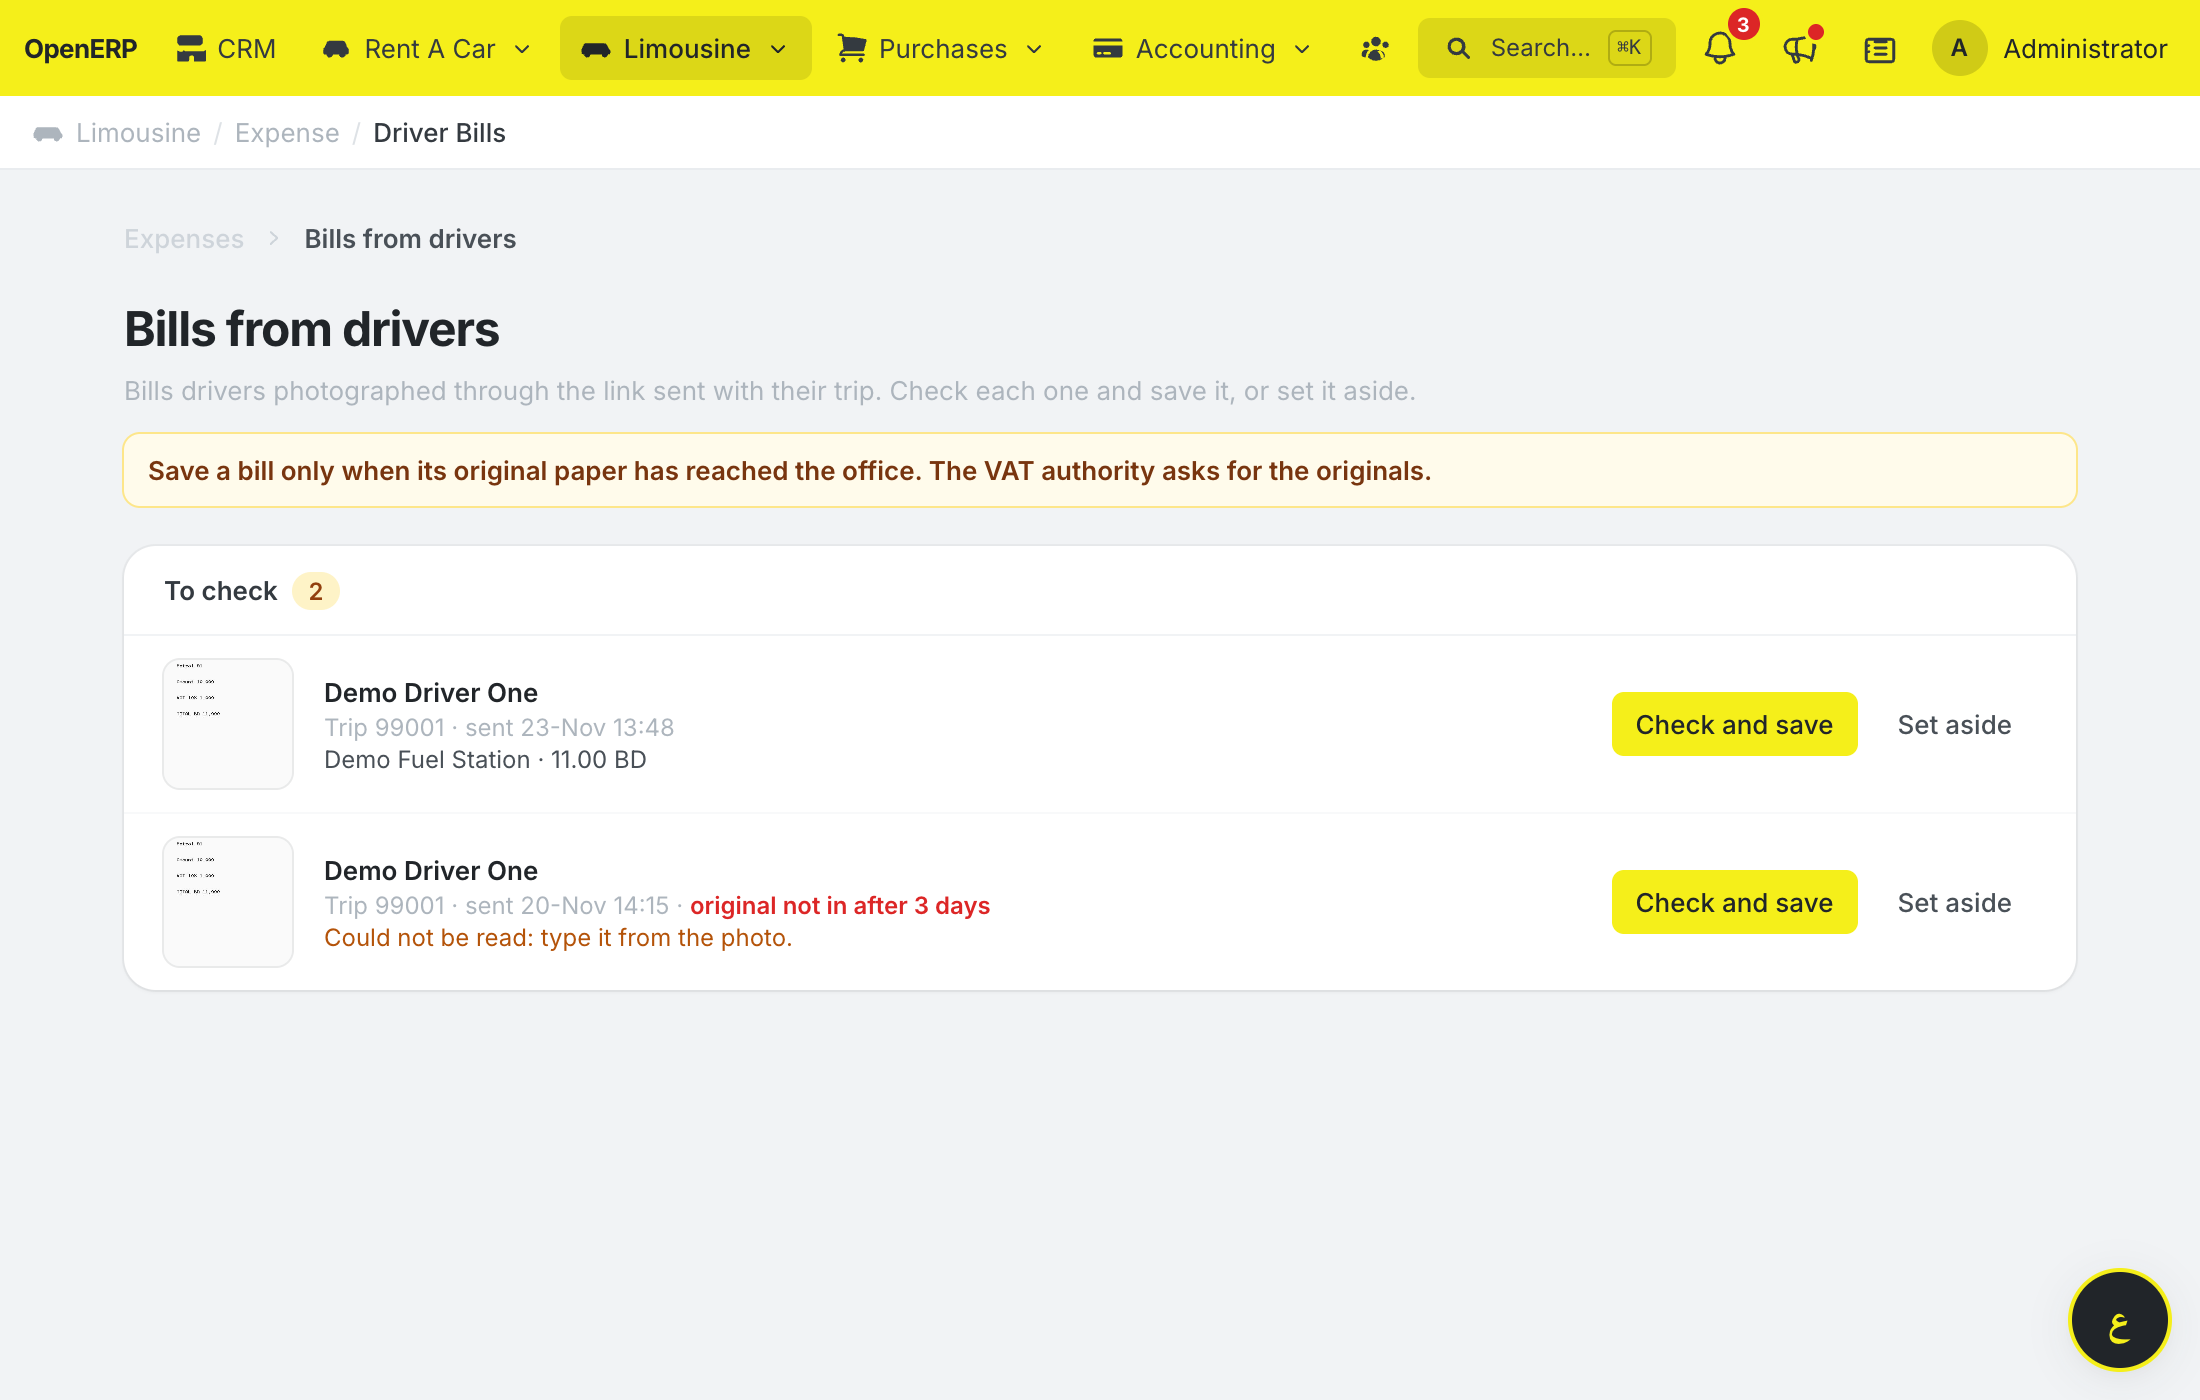 OpenERP CRM Rent A Car Limousine Purchases Accounting Search... ⌘K 3 A Administrator
Limousine / Expense / Driver Bills
Expenses > Bills from drivers
Bills from drivers
Bills drivers photographed through the link sent with their trip. Check each one and save it, or set it aside.
Save a bill only when its original paper has reached the office. The VAT authority asks for the originals.
To check 2
Demo Driver One
Trip 99001 · sent 23-Nov 13:48
Demo Fuel Station · 11.00 BD
Check and save Set aside
Demo Driver One
Trip 99001 · sent 20-Nov 14:15 · original not in after 3 days
Could not be read: type it from the photo.
Check and save Set aside
ع